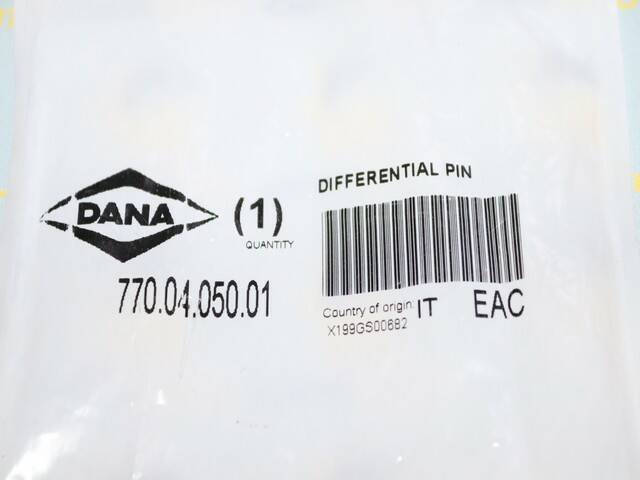 DANA
(1)
QUANTITY
770.04.050.01
DIFFERENTIAL PIN
Country of origin: IT EAC
X199GS00682